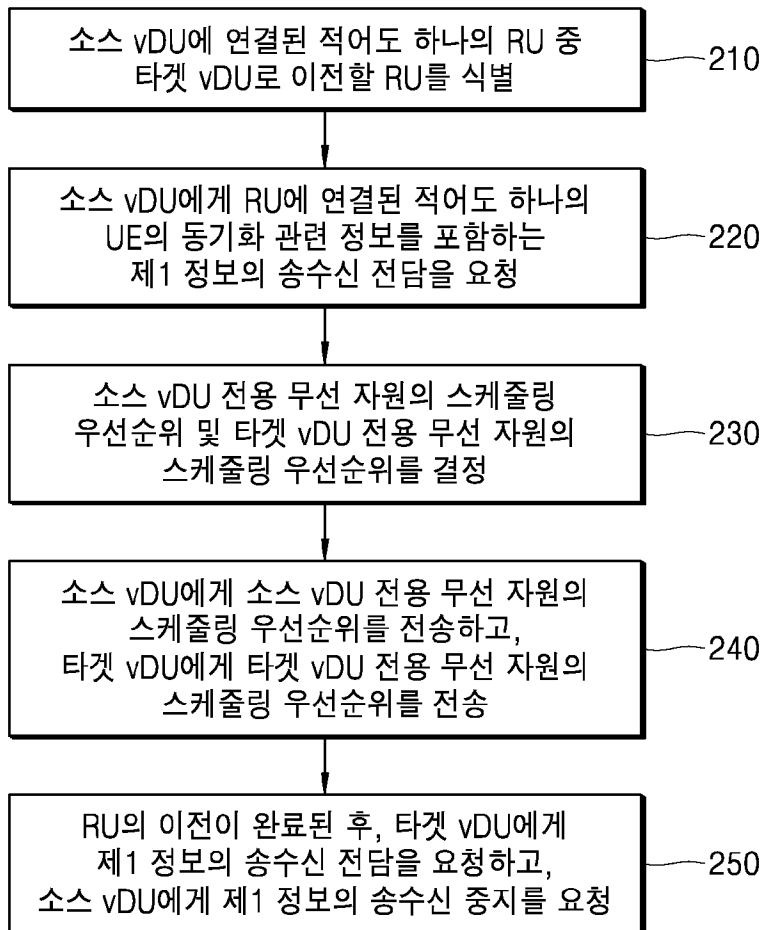 소스 vDU에 연결된 적어도 하나의 RU 중
타겟 vDU로 이전할 RU를 식별
210
소스 vDU에게 RU에 연결된 적어도 하나의
UE의 동기화 관련 정보를 포함하는
제1 정보의 송수신 전담을 요청
220
소스 vDU 전용 무선 자원의 스케줄링
우선순위 및 타겟 vDU 전용 무선 자원의
스케줄링 우선순위를 결정
230
소스 vDU에게 소스 vDU 전용 무선 자원의
스케줄링 우선순위를 전송하고,
타겟 vDU에게 타겟 vDU 전용 무선 자원의
스케줄링 우선순위를 전송
240
RU의 이전이 완료된 후, 타겟 vDU에게
제1 정보의 송수신 전담을 요청하고,
소스 vDU에게 제1 정보의 송수신 중지를 요청
250